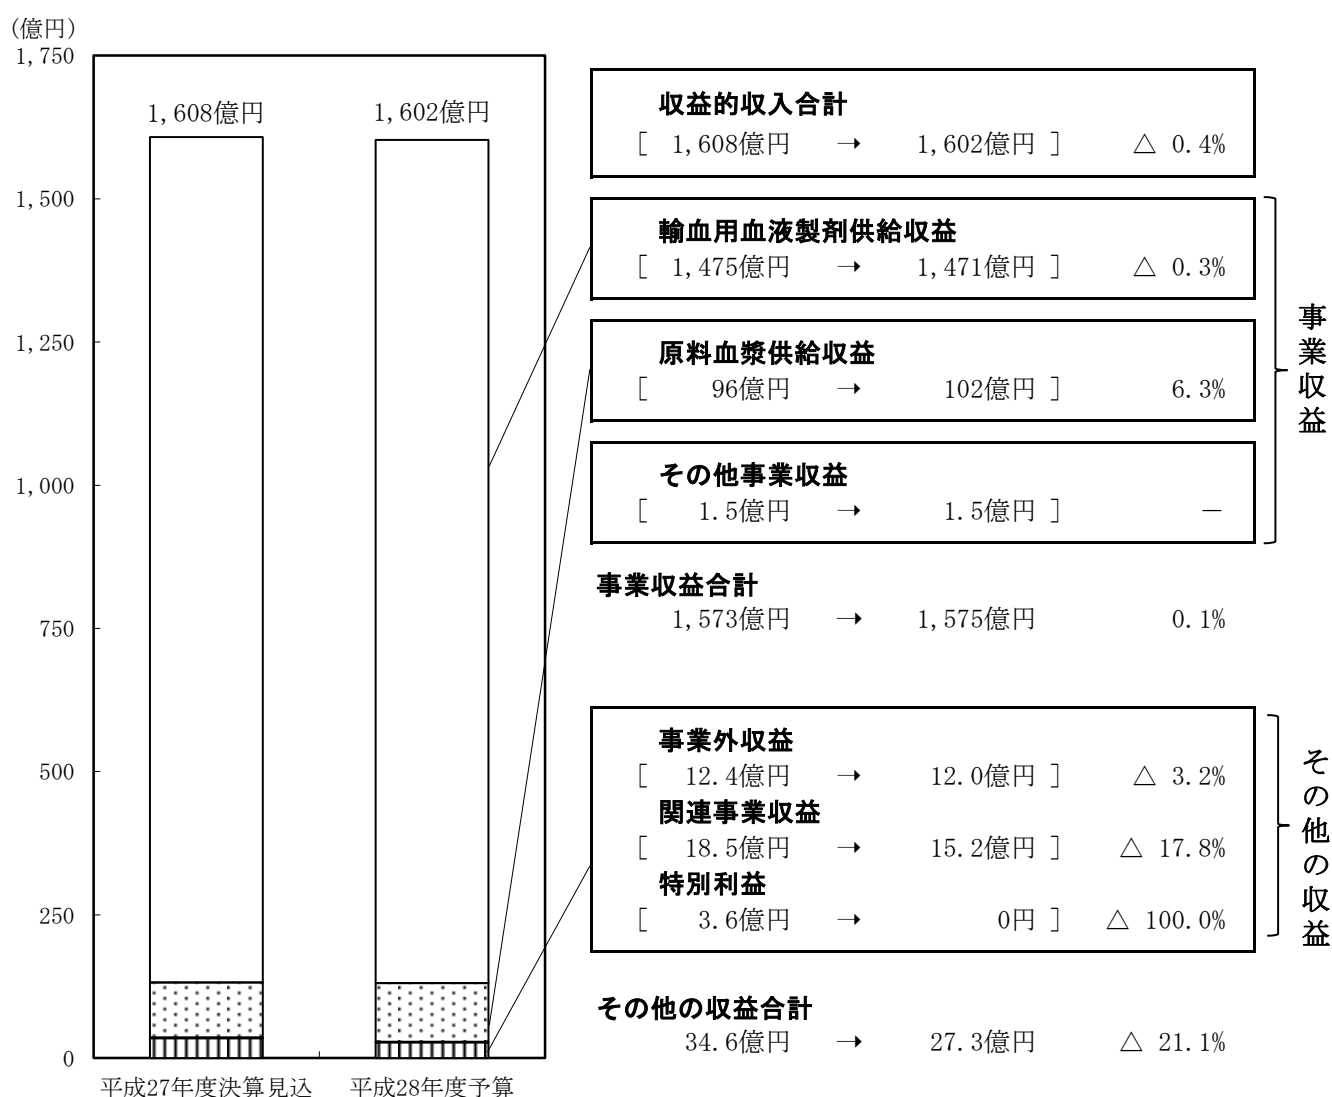 (億円)
1,750
1,500
1,250
1,000
750
500
250
0
1,608億円
1,602億円
平成27年度決算見込
平成28年度予算
収益的収入合計
[ 1,608億円 → 1,602億円 ] △ 0.4%
輸血用血液製剤供給収益
[ 1,475億円 → 1,471億円 ] △ 0.3%
原料血漿供給収益
[ 96億円 → 102億円 ] 6.3%
その他事業収益
[ 1.5億円 → 1.5億円 ] －
事業収益
事業収益合計
1,573億円 → 1,575億円 0.1%
事業外収益
[ 12.4億円 → 12.0億円 ] △ 3.2%
関連事業収益
[ 18.5億円 → 15.2億円 ] △ 17.8%
特別利益
[ 3.6億円 → 0円 ] △ 100.0%
その他の収益
その他の収益合計
34.6億円 → 27.3億円 △ 21.1%